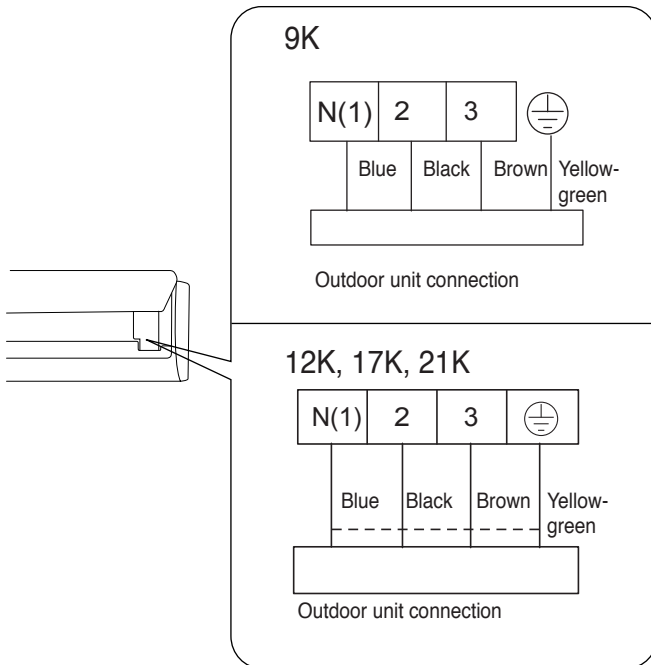 9K
N(1) 2 3
Blue Black Brown Yellow-
green
Outdoor unit connection
12K, 17K, 21K
N(1) 2 3
Blue Black Brown Yellow-
green
Outdoor unit connection